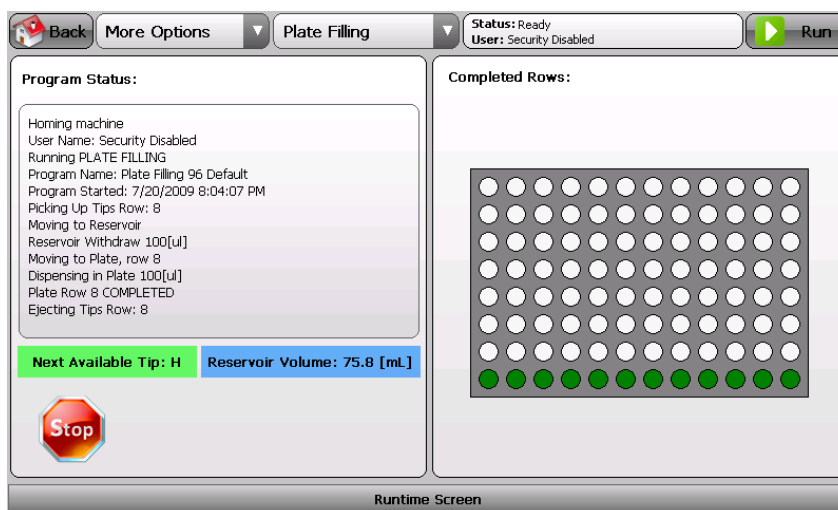 Back
More Options
Plate Filling
Status: Ready
User: Security Disabled
Run
Program Status:
Homing machine
User Name: Security Disabled
Running PLATE FILLING
Program Name: Plate Filling 96 Default
Program Started: 7/20/2009 8:04:07 PM
Picking Up Tips Row: 8
Moving to Reservoir
Reservoir Withdraw 100[ul]
Moving to Plate, row 8
Dispensing in Plate 100[ul]
Plate Row 8 COMPLETED
Ejecting Tips Row: 8
Next Available Tip: H
Reservoir Volume: 75.8 [mL]
Stop
Completed Rows:
Runtime Screen